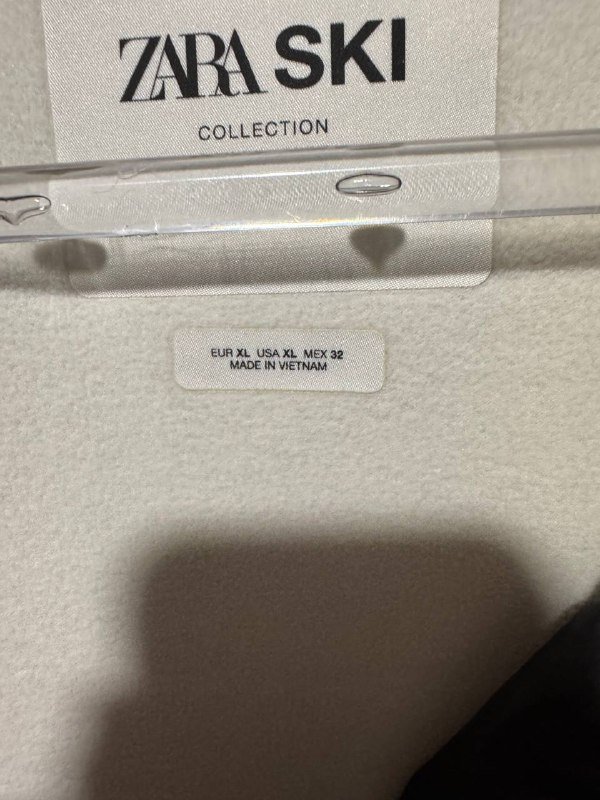 ZARA SKI
COLLECTION
EUR XL USA XL MEX 32
MADE IN VIETNAM